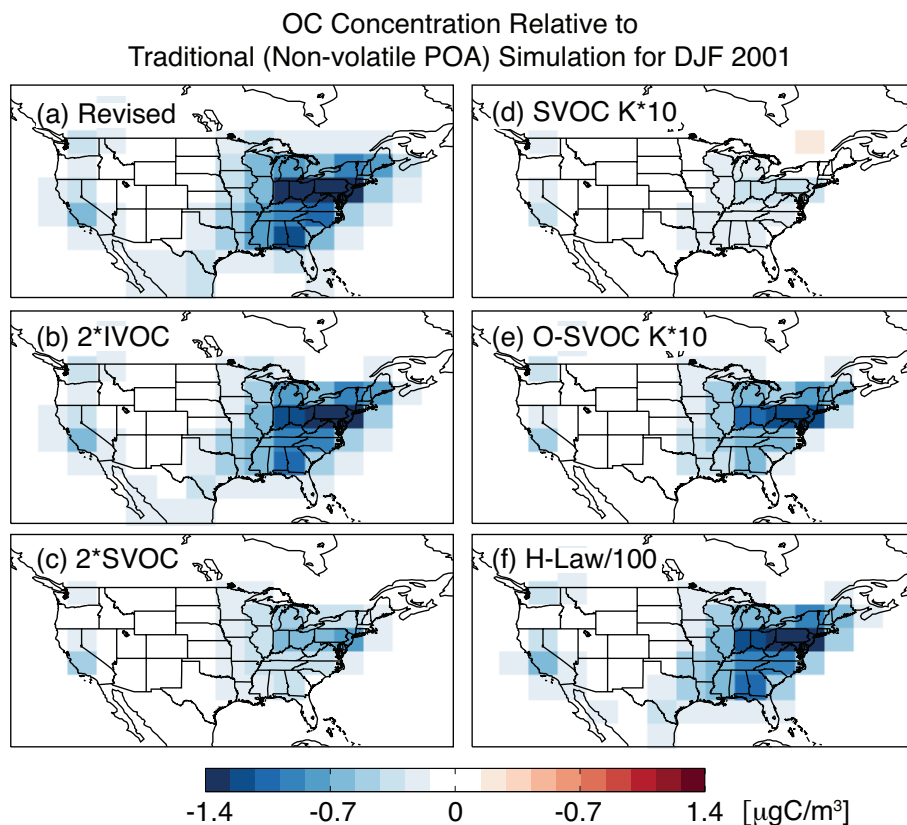 OC Concentration Relative to
Traditional (Non-volatile POA) Simulation for DJF 2001
(a) Revised
(d) SVOC K*10
(b) 2*IVOC
(e) O-SVOC K*10
(c) 2*SVOC
(f) H-Law/100
-1.4 -0.7 0 -0.7 1.4 [µgC/m³]